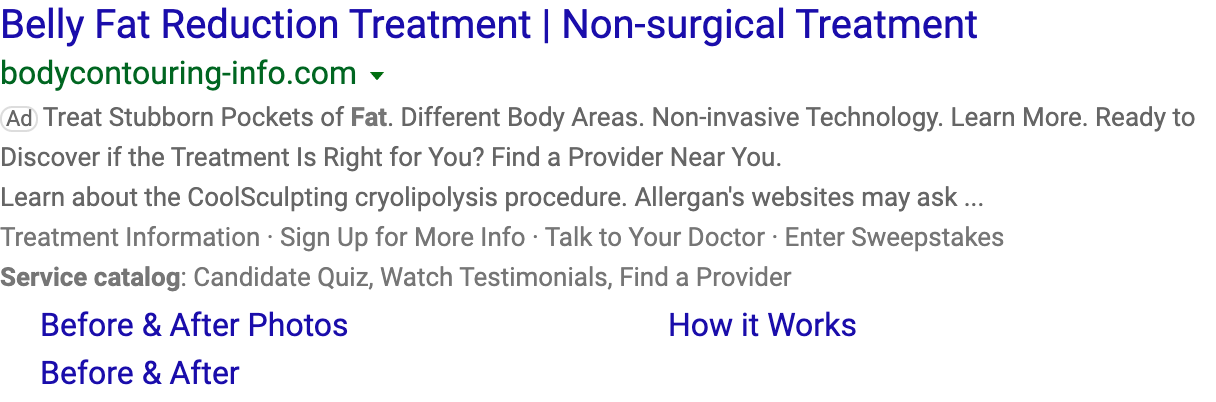 Belly Fat Reduction Treatment | Non-surgical Treatment
bodycontouring-info.com
Ad Treat Stubborn Pockets of Fat. Different Body Areas. Non-invasive Technology. Learn More. Ready to
Discover if the Treatment Is Right for You? Find a Provider Near You.
Learn about the CoolSculpting cryolipolysis procedure. Allergan's websites may ask ...
Treatment Information · Sign Up for More Info · Talk to Your Doctor · Enter Sweepstakes
Service catalog: Candidate Quiz, Watch Testimonials, Find a Provider
Before & After Photos How it Works
Before & After